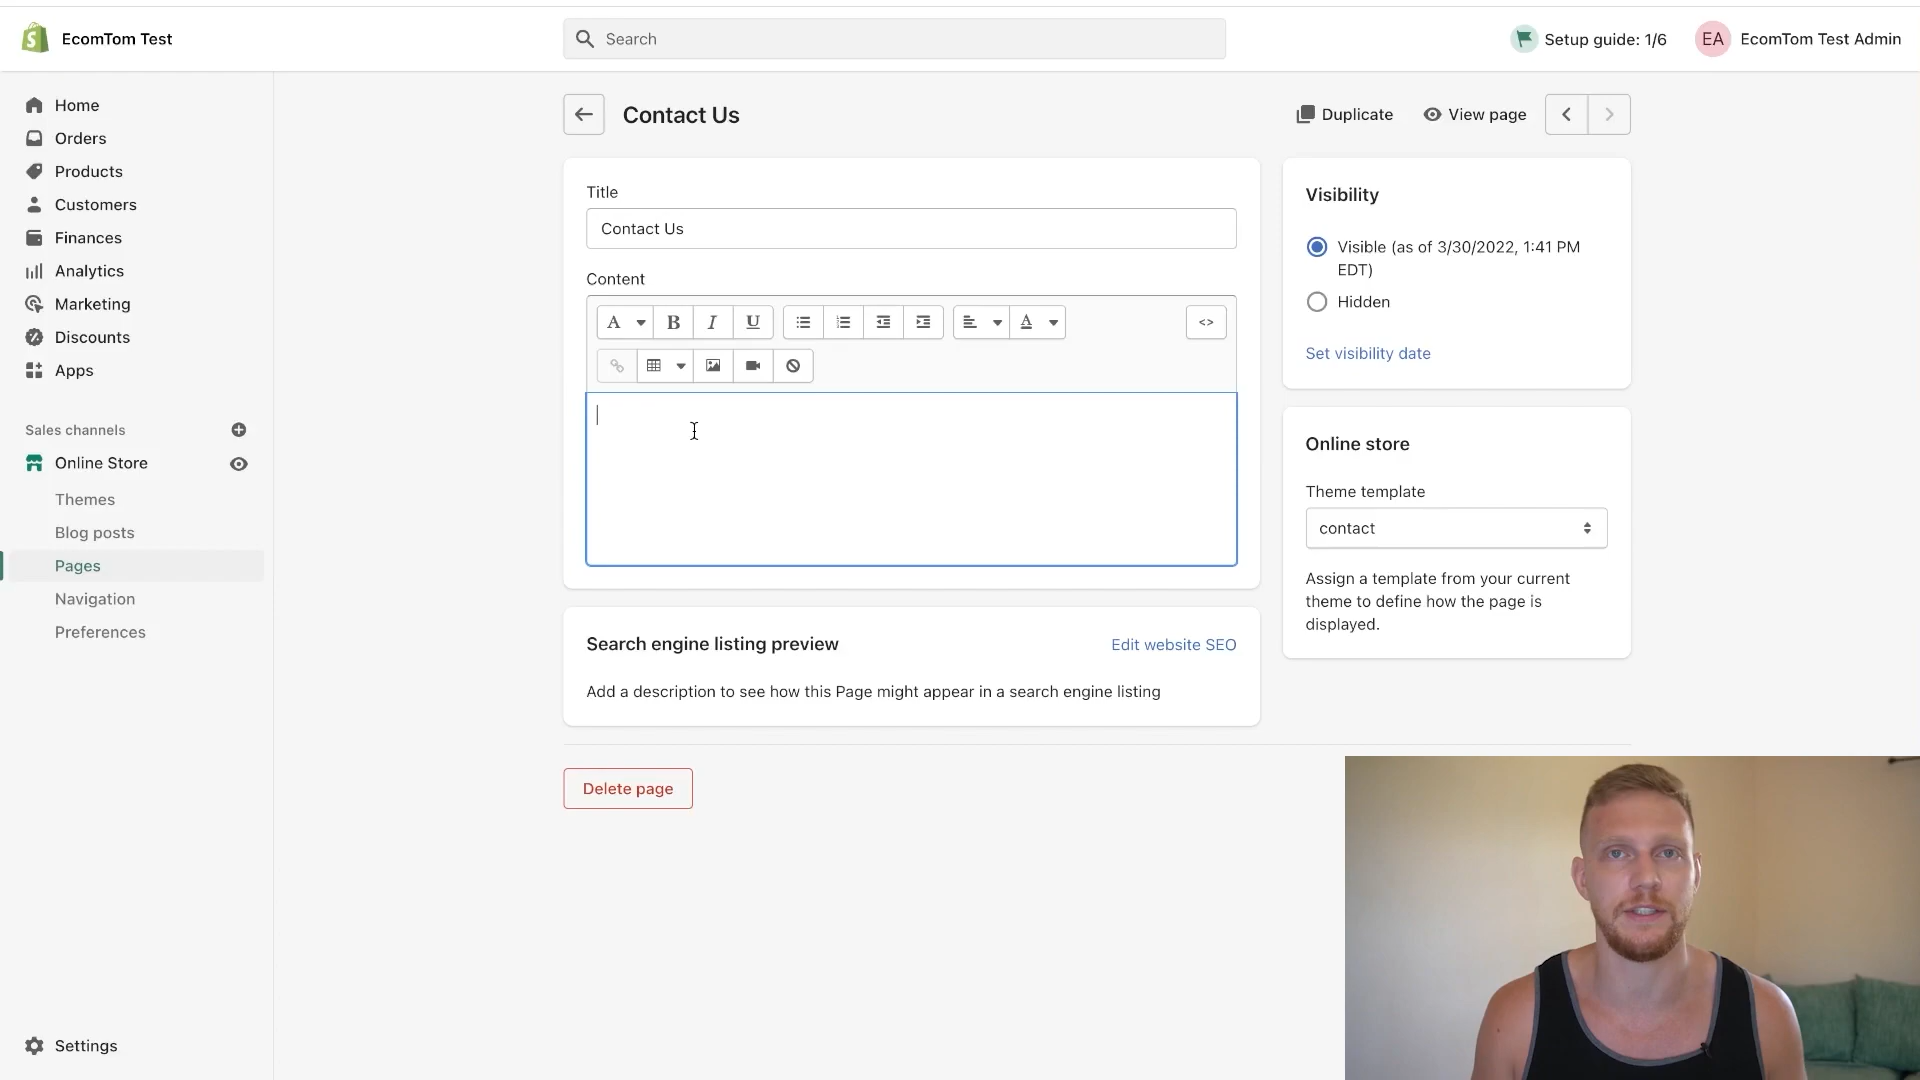 EcomTom Test
Search
Setup guide: 1/6
EA
EcomTom Test Admin
Home
Orders
Products
Customers
Finances
Analytics
Marketing
Discounts
Apps
Sales channels
Online Store
Themes
Blog posts
Pages
Navigation
Preferences
Settings
Contact Us
Duplicate
View page
Title
Contact Us
Content
A
B
I
U
A
<>
Search engine listing preview
Edit website SEO
Add a description to see how this Page might appear in a search engine listing
Delete page
Visibility
Visible (as of 3/30/2022, 1:41 PM
EDT)
Hidden
Set visibility date
Online store
Theme template
contact
Assign a template from your current
theme to define how the page is
displayed.